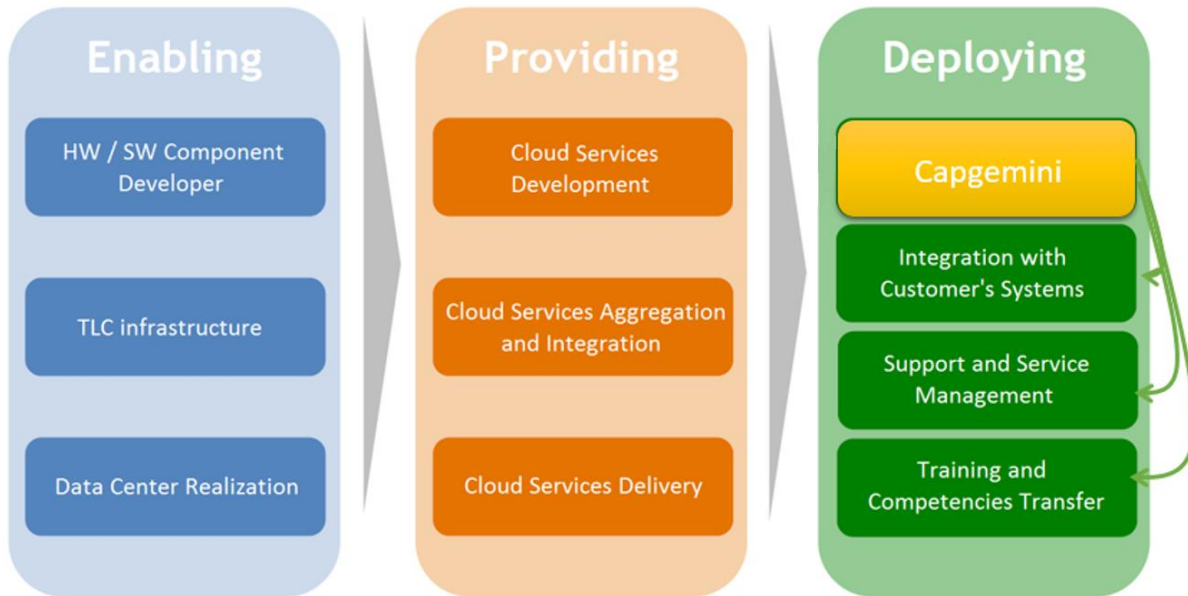 Enabling
HW / SW Component
Developer
TLC infrastructure
Data Center Realization
Providing
Cloud Services
Development
Cloud Services Aggregation
and Integration
Cloud Services Delivery
Deploying
Capgemini
Integration with
Customer's Systems
Support and Service
Management
Training and
Competencies Transfer